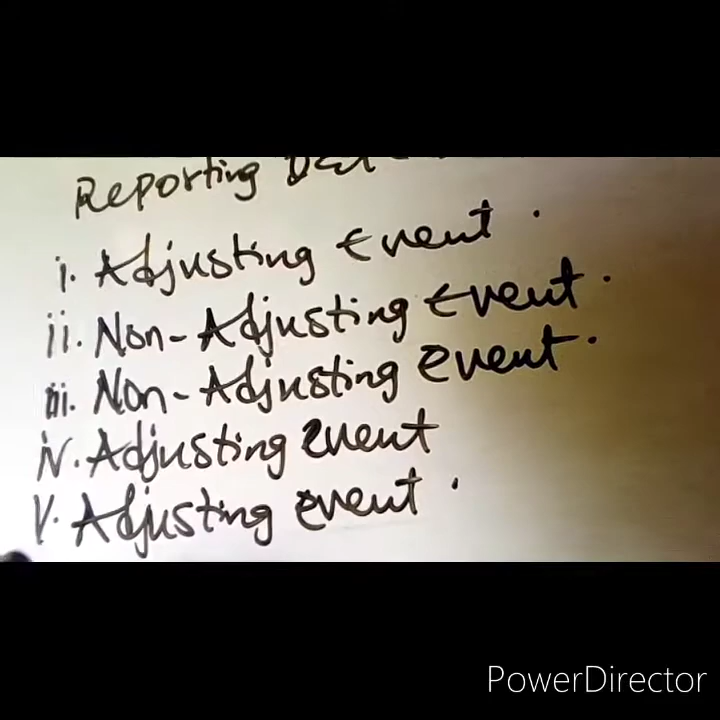 Reporting
i. Adjusting Event.
ii. Non-Adjusting Event.
iii. Non-Adjusting event.
iv. Adjusting event
V. Adjusting event.
PowerDirector